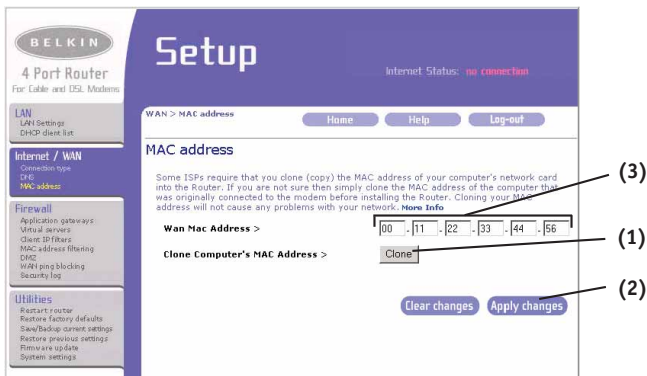 BELKIN
4 Port Router
For Cable and DSL Modems
Setup
Internet Status: no connection
LAN
LAN Settings
DHCP client list
Internet / WAN
Connection type
DNS
MAC address
Firewall
Application gateways
Virtual servers
Client IP filters
MAC address filtering
DMZ
WAN ping blocking
Security log
Utilities
Restart router
Restore factory defaults
Save/Backup current settings
Restore previous settings
Firmware update
System settings
WAN > MAC address
Home
Help
Log-out
MAC address
Some ISPs require that you clone (copy) the MAC address of your computer's network card
into the Router. If you are not sure then simply clone the MAC address of the computer that
was originally connected to the modem before installing the Router. Cloning your MAC
address will not cause any problems with your network. More Info
Wan Mac Address > 00 - 11 - 22 - 33 - 44 - 56
Clone Computer's MAC Address > Clone
Clear changes Apply changes
(3)
(1)
(2)